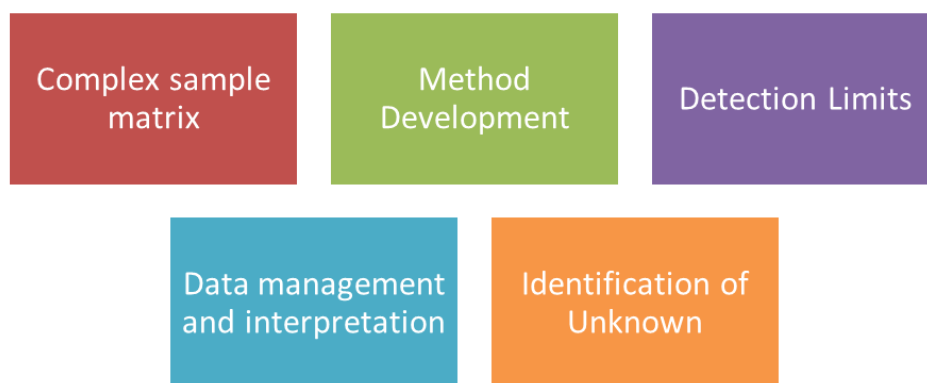 Complex sample
matrix
Method
Development
Detection Limits
Data management
and interpretation
Identification of
Unknown